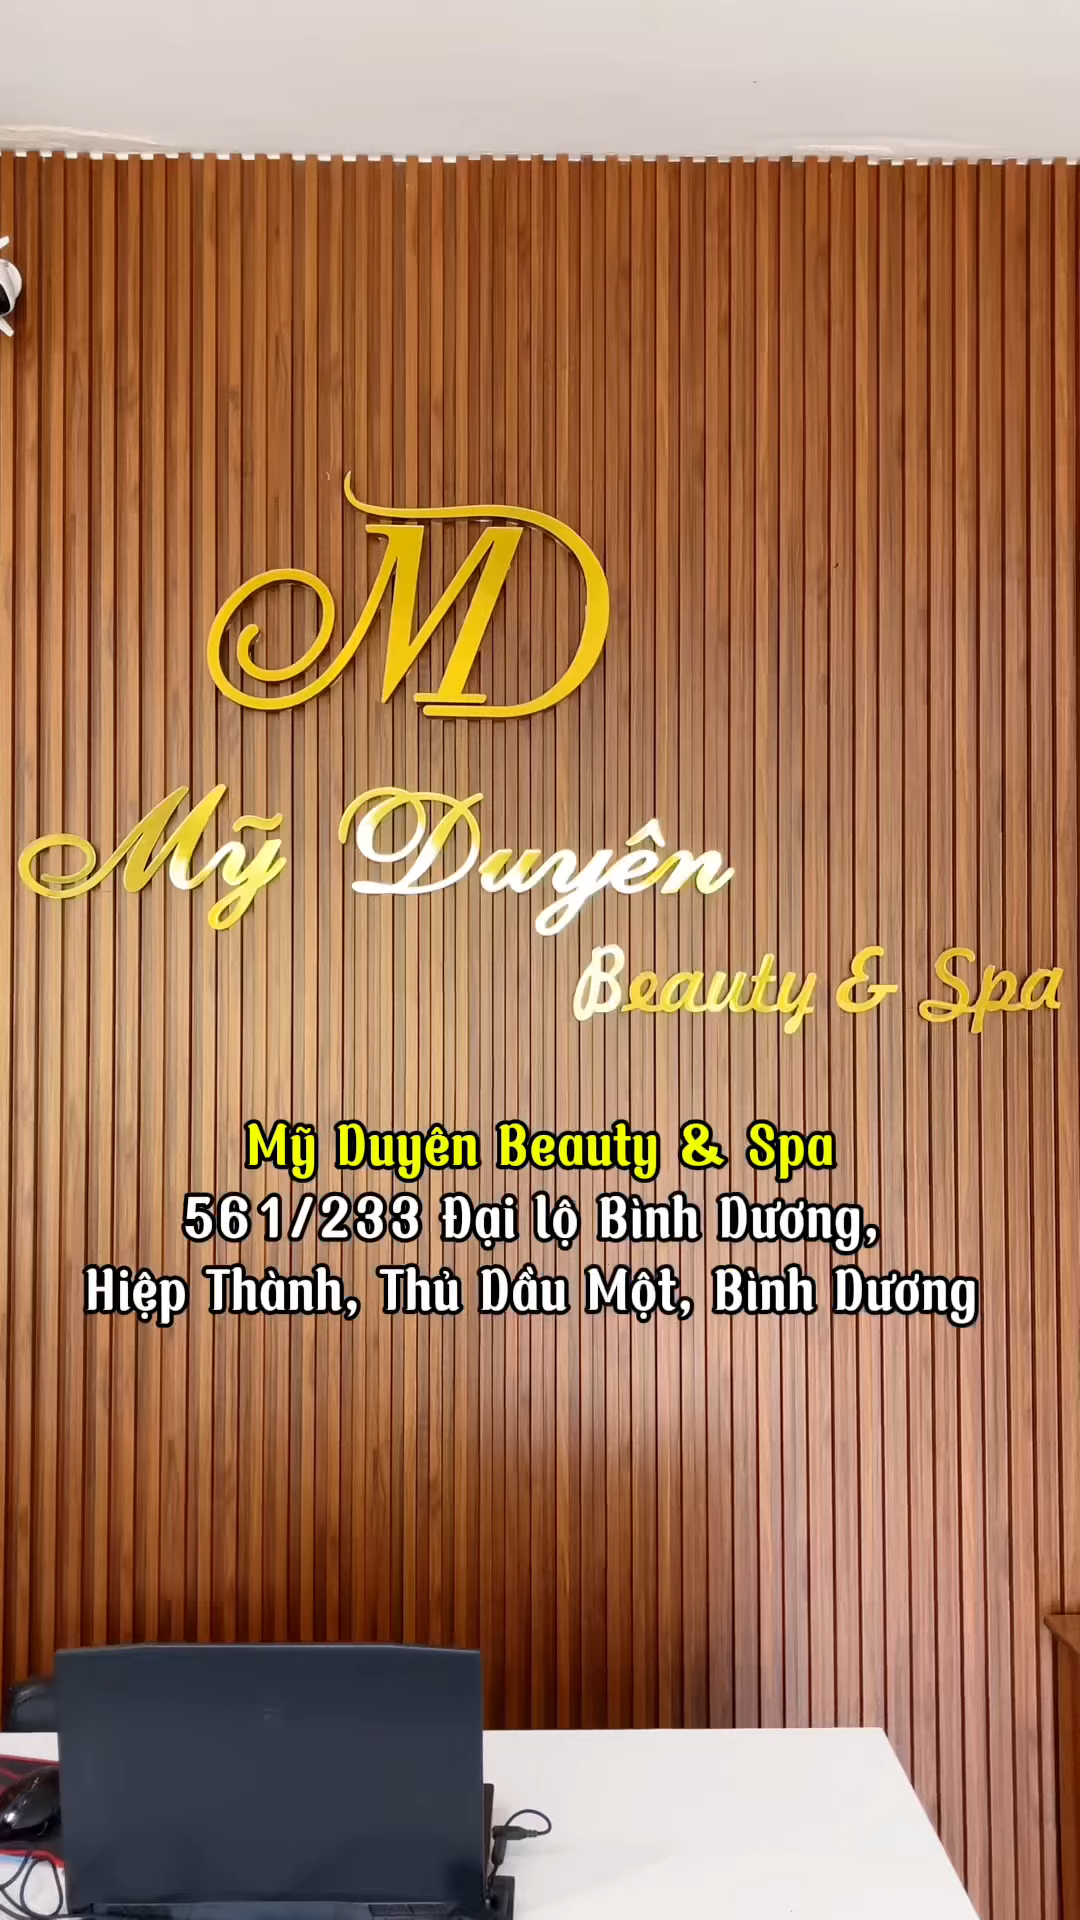 MD
Mỹ Duyên
Beauty & Spa
Mỹ Duyên Beauty & Spa
561/233 Đại lộ Bình Dương,
Hiệp Thành, Thủ Dầu Một, Bình Dương